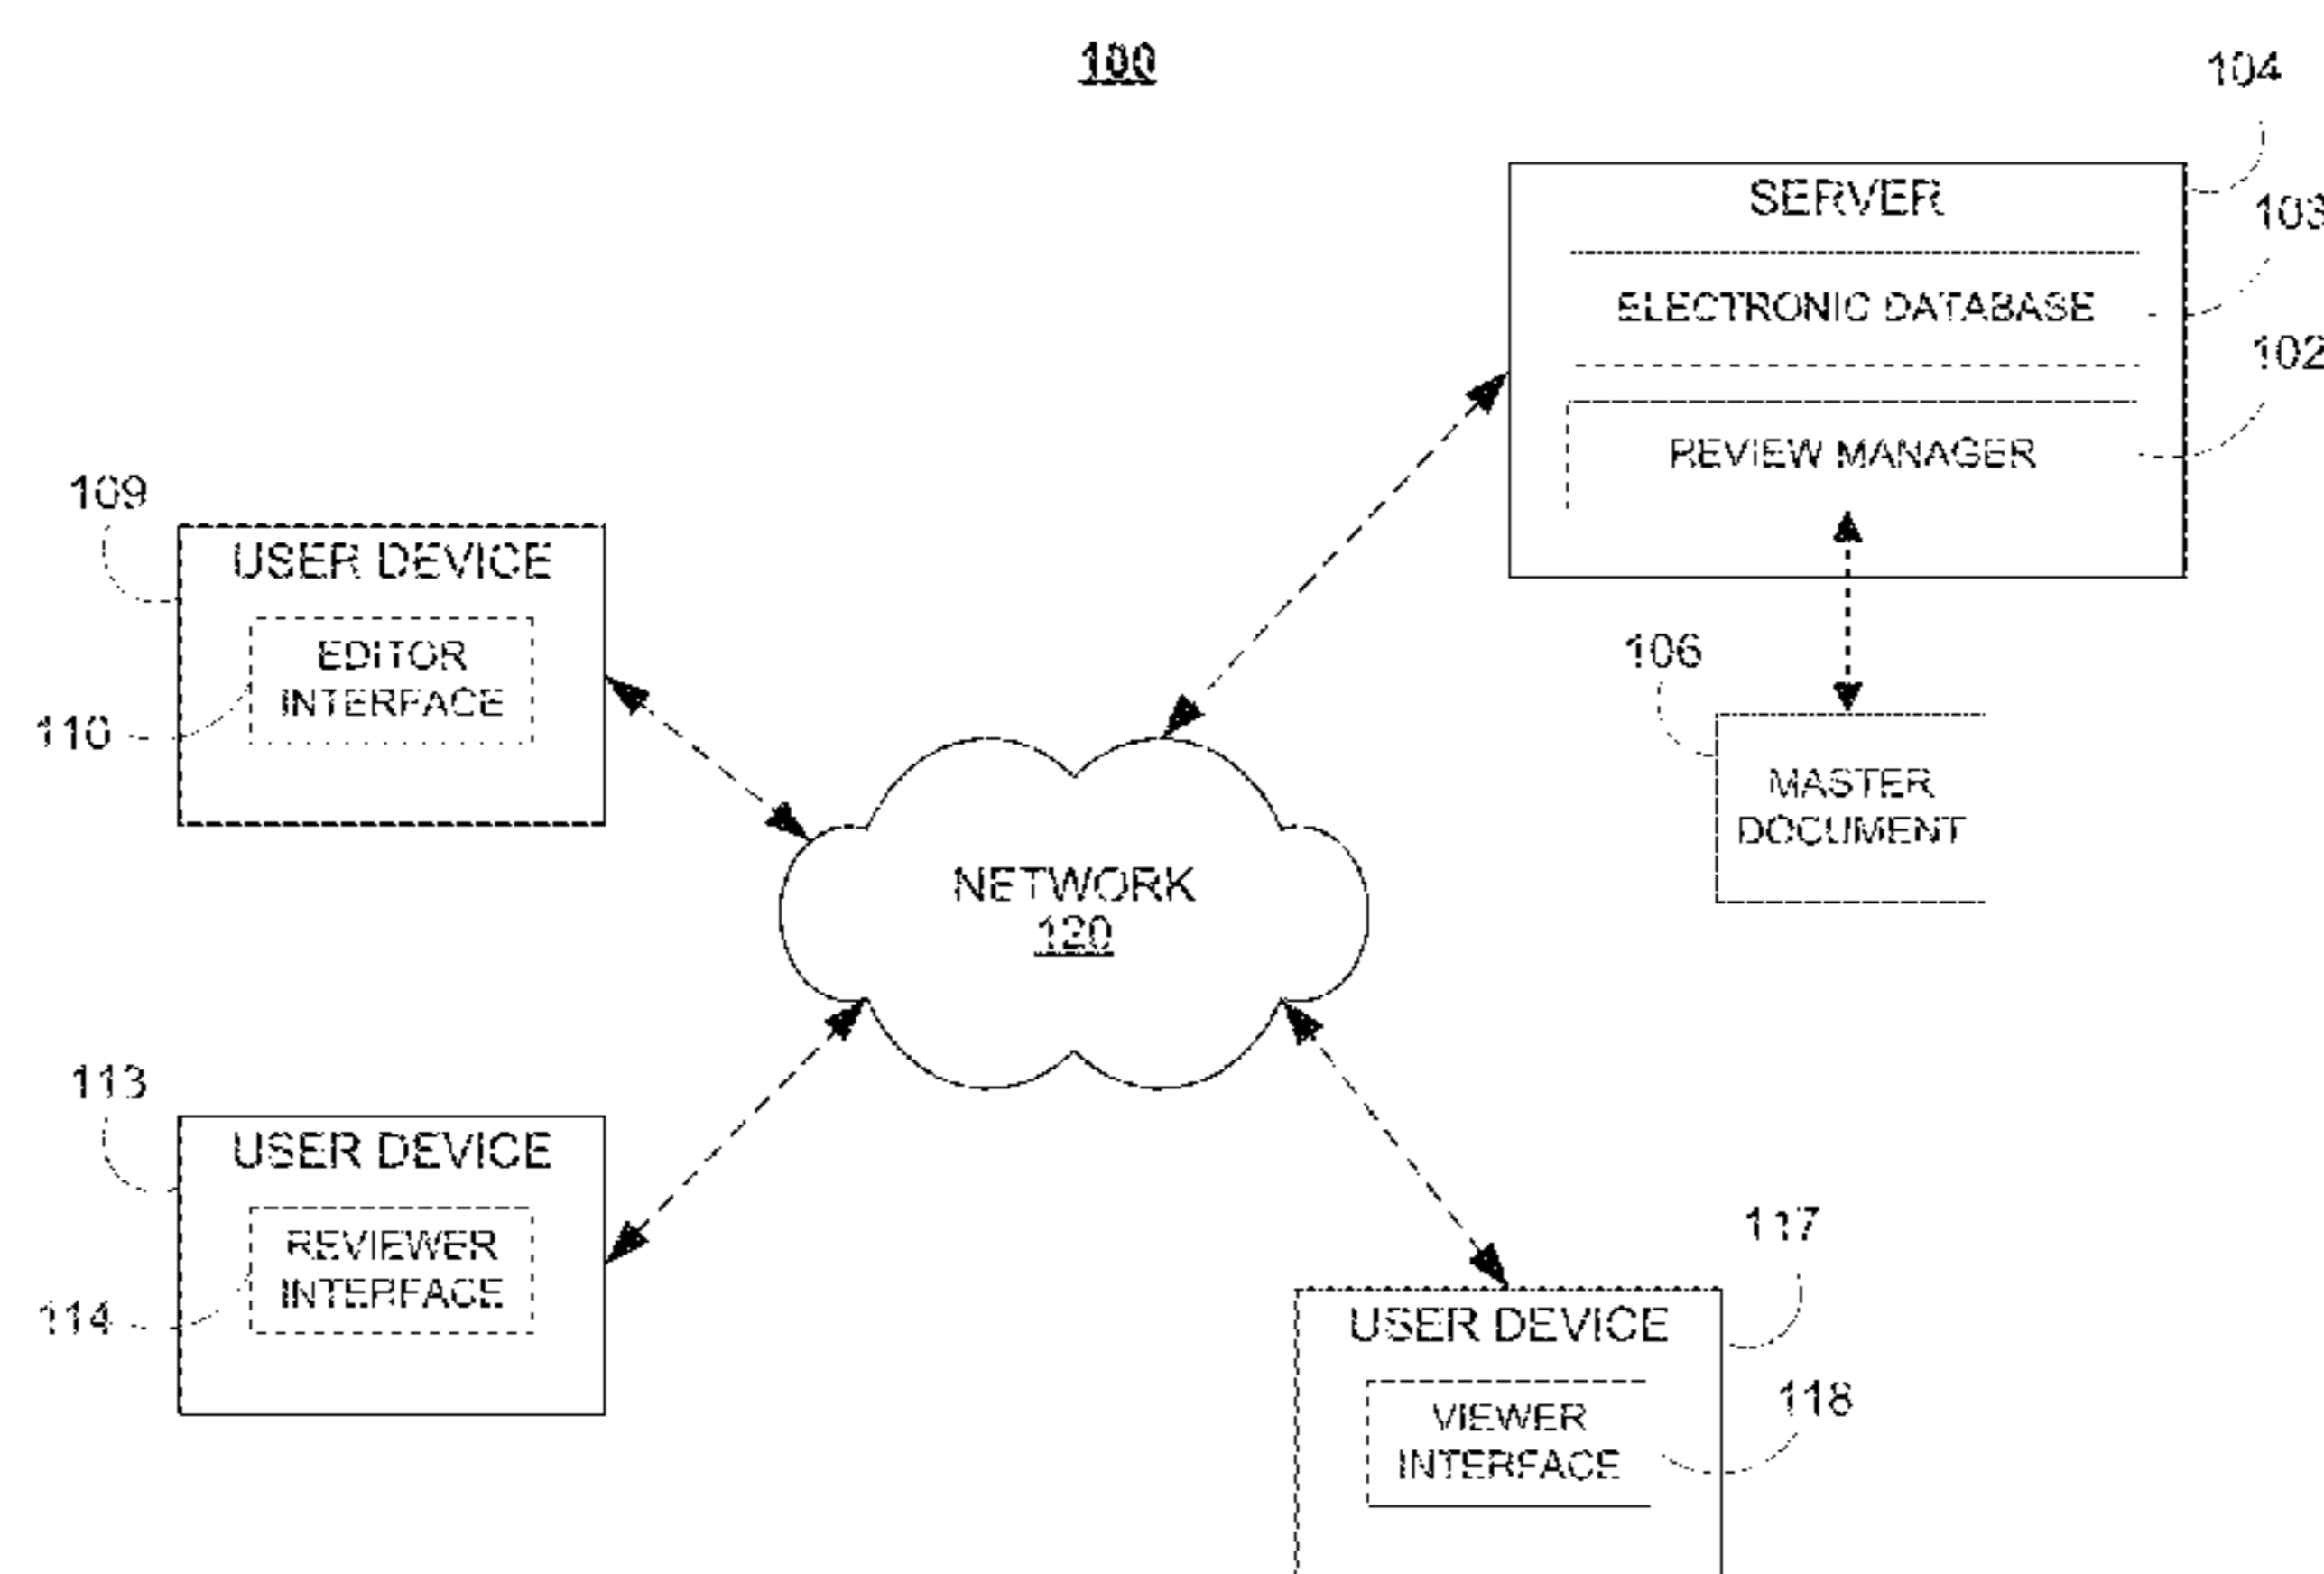 100
104
SERVER
103
ELECTRONIC DATABASE
102
REVIEW MANAGER
109
USER DEVICE
EDITOR
INTERFACE
110
106
MASTER
DOCUMENT
NETWORK
120
113
USER DEVICE
REVIEWER
INTERFACE
114
117
USER DEVICE
118
VIEWER
INTERFACE